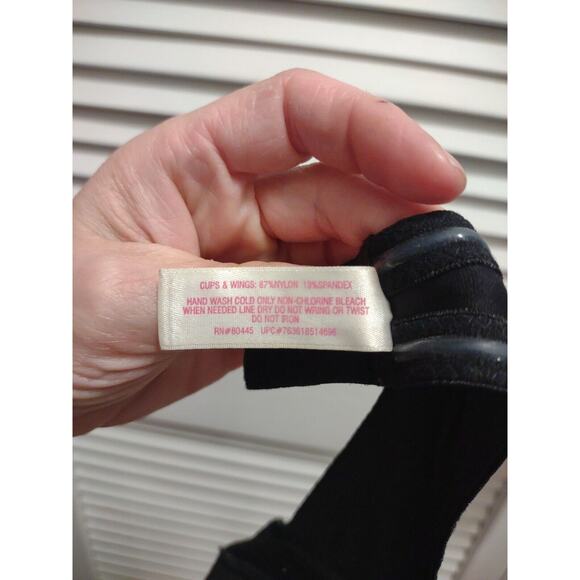 CUPS & WINGS: 87%NYLON 13%SPANDEX
HAND WASH COLD ONLY NON-CHLORINE BLEACH
WHEN NEEDED LINE DRY DO NOT WRING OR TWIST
DO NOT IRON
RN#80445 UPC#763618514696